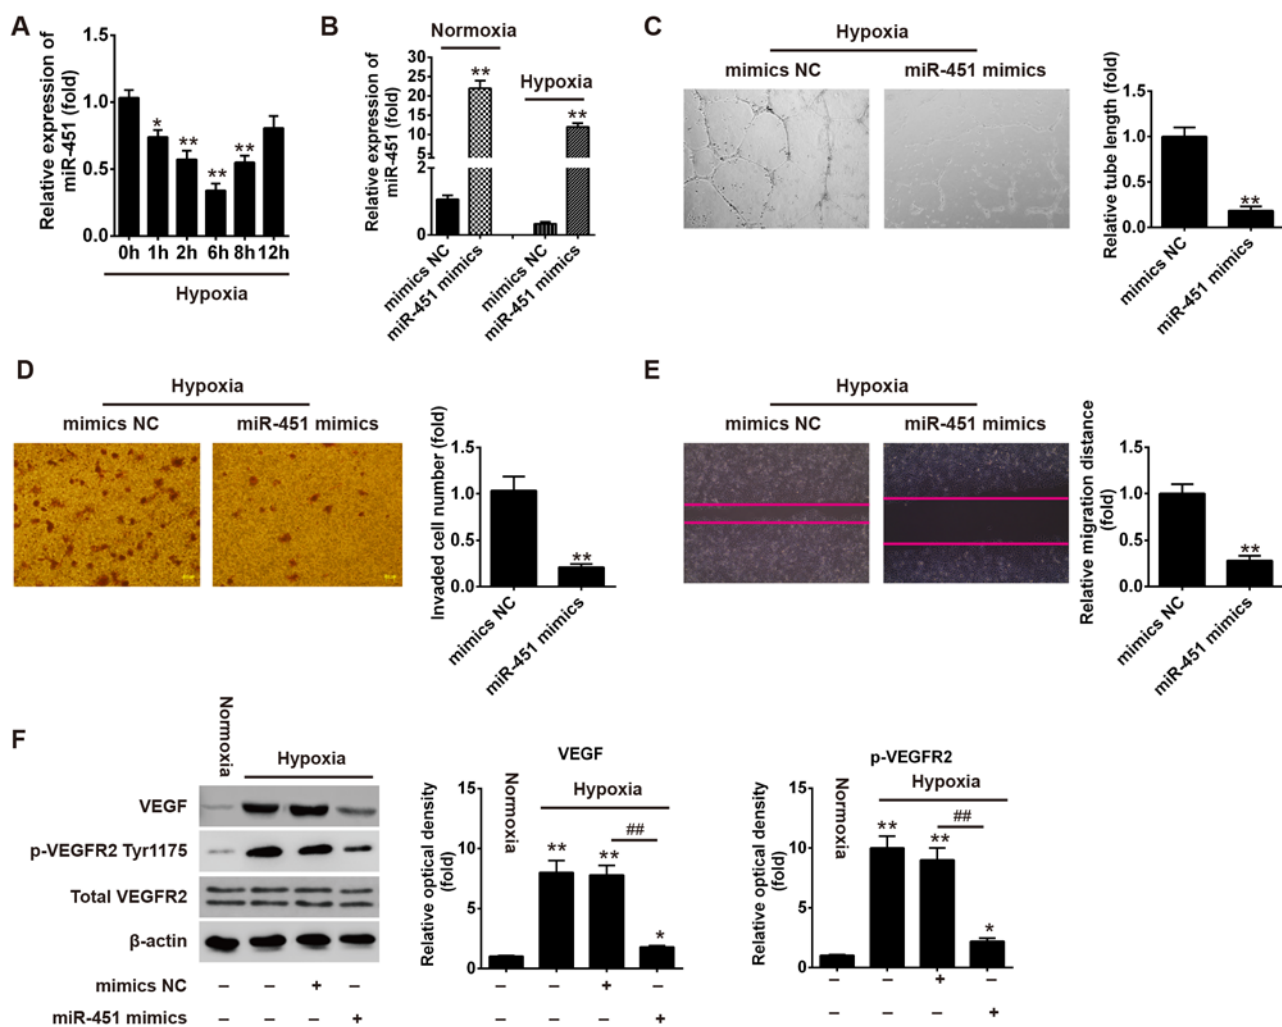 A
Relative expression of
miR-451 (fold)
1.5
1.0
0.5
0.0
*
**
**
**
0h 1h 2h 6h 8h 12h
Hypoxia
B
Relative expression of
miR-451 (fold)
30
25
20
15
10
5
2
0
Normoxia
**
Hypoxia
**
mimics NC
miR-451 mimics
mimics NC
miR-451 mimics
C
Hypoxia
mimics NC miR-451 mimics
Relative tube length (fold)
1.5
1.0
0.5
0.0
**
mimics NC
miR-451 mimics
D
Hypoxia
mimics NC miR-451 mimics
Invaded cell number (fold)
1.5
1.0
0.5
0.0
**
mimics NC
miR-451 mimics
E
Hypoxia
mimics NC miR-451 mimics
Relative migration distance
(fold)
1.5
1.0
0.5
0.0
**
mimics NC
miR-451 mimics
F
Normoxia
Hypoxia
VEGF
p-VEGFR2 Tyr1175
Total VEGFR2
β-actin
mimics NC – – + –
miR-451 mimics – – – +
VEGF
Relative optical density
(fold)
15
10
5
0
Normoxia
Hypoxia
##
** ** *
– – + –
– – – +
p-VEGFR2
Relative optical density
(fold)
15
10
5
0
Normoxia
Hypoxia
##
** ** *
– – + –
– – – +